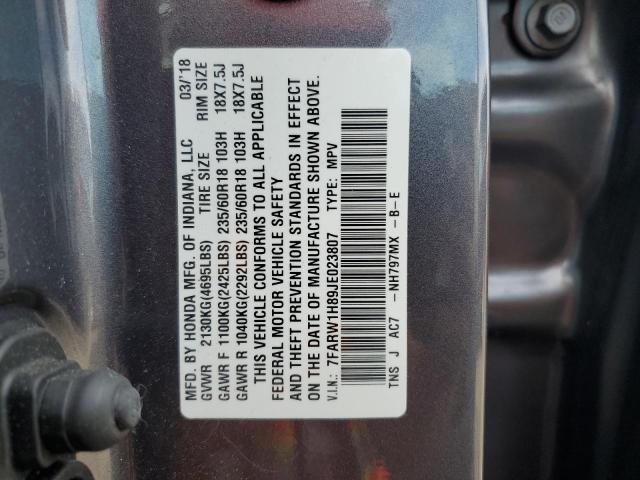 MFD. BY HONDA MFG. OF INDIANA, LLC 03/'18
GVWR 2130KG(4695LBS) TIRE SIZE RIM SIZE
GAWR F 1100KG(2425LBS) 235/60R18 103H 18X7.5J
GAWR R 1040KG(2292LBS) 235/60R18 103H 18X7.5J
THIS VEHICLE CONFORMS TO ALL APPLICABLE
FEDERAL MOTOR VEHICLE SAFETY
AND THEFT PREVENTION STANDARDS IN EFFECT
ON THE DATE OF MANUFACTURE SHOWN ABOVE.
V.I.N.: 7FARW1H89JE023807 TYPE: MPV
TNS J AC7 -NH797MX -B-E